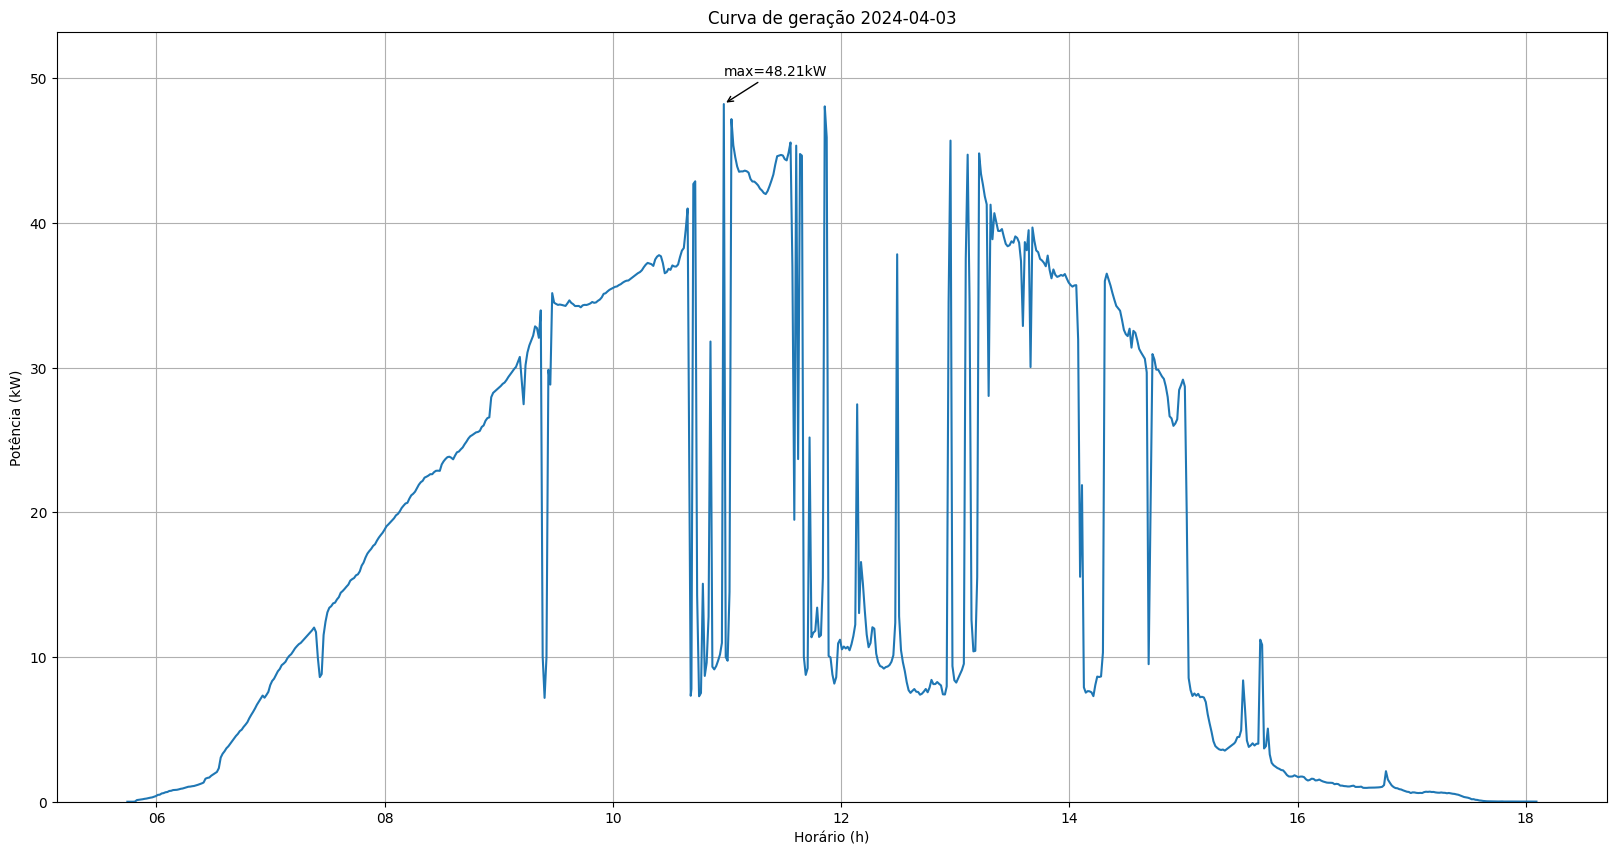 Curva de geração 2024-04-03
max=48.21kW
50
40
30
20
10
0
Potência (kW)
06 08 10 12 14 16 18
Horário (h)